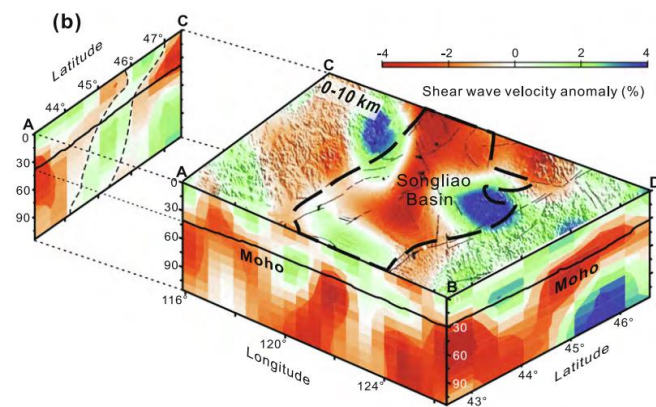 (b)
C
47°
46°
45°
44°
Latitude
A
0
30
60
90
-4
-2
0
2
4
Shear wave velocity anomaly (%)
C
0-10 km
A
0
30
60
90
Songliao
Basin
D
B
Moho
Moho
30
60
90
116°
120°
124°
Longitude
43°
44°
45°
46°
Latitude